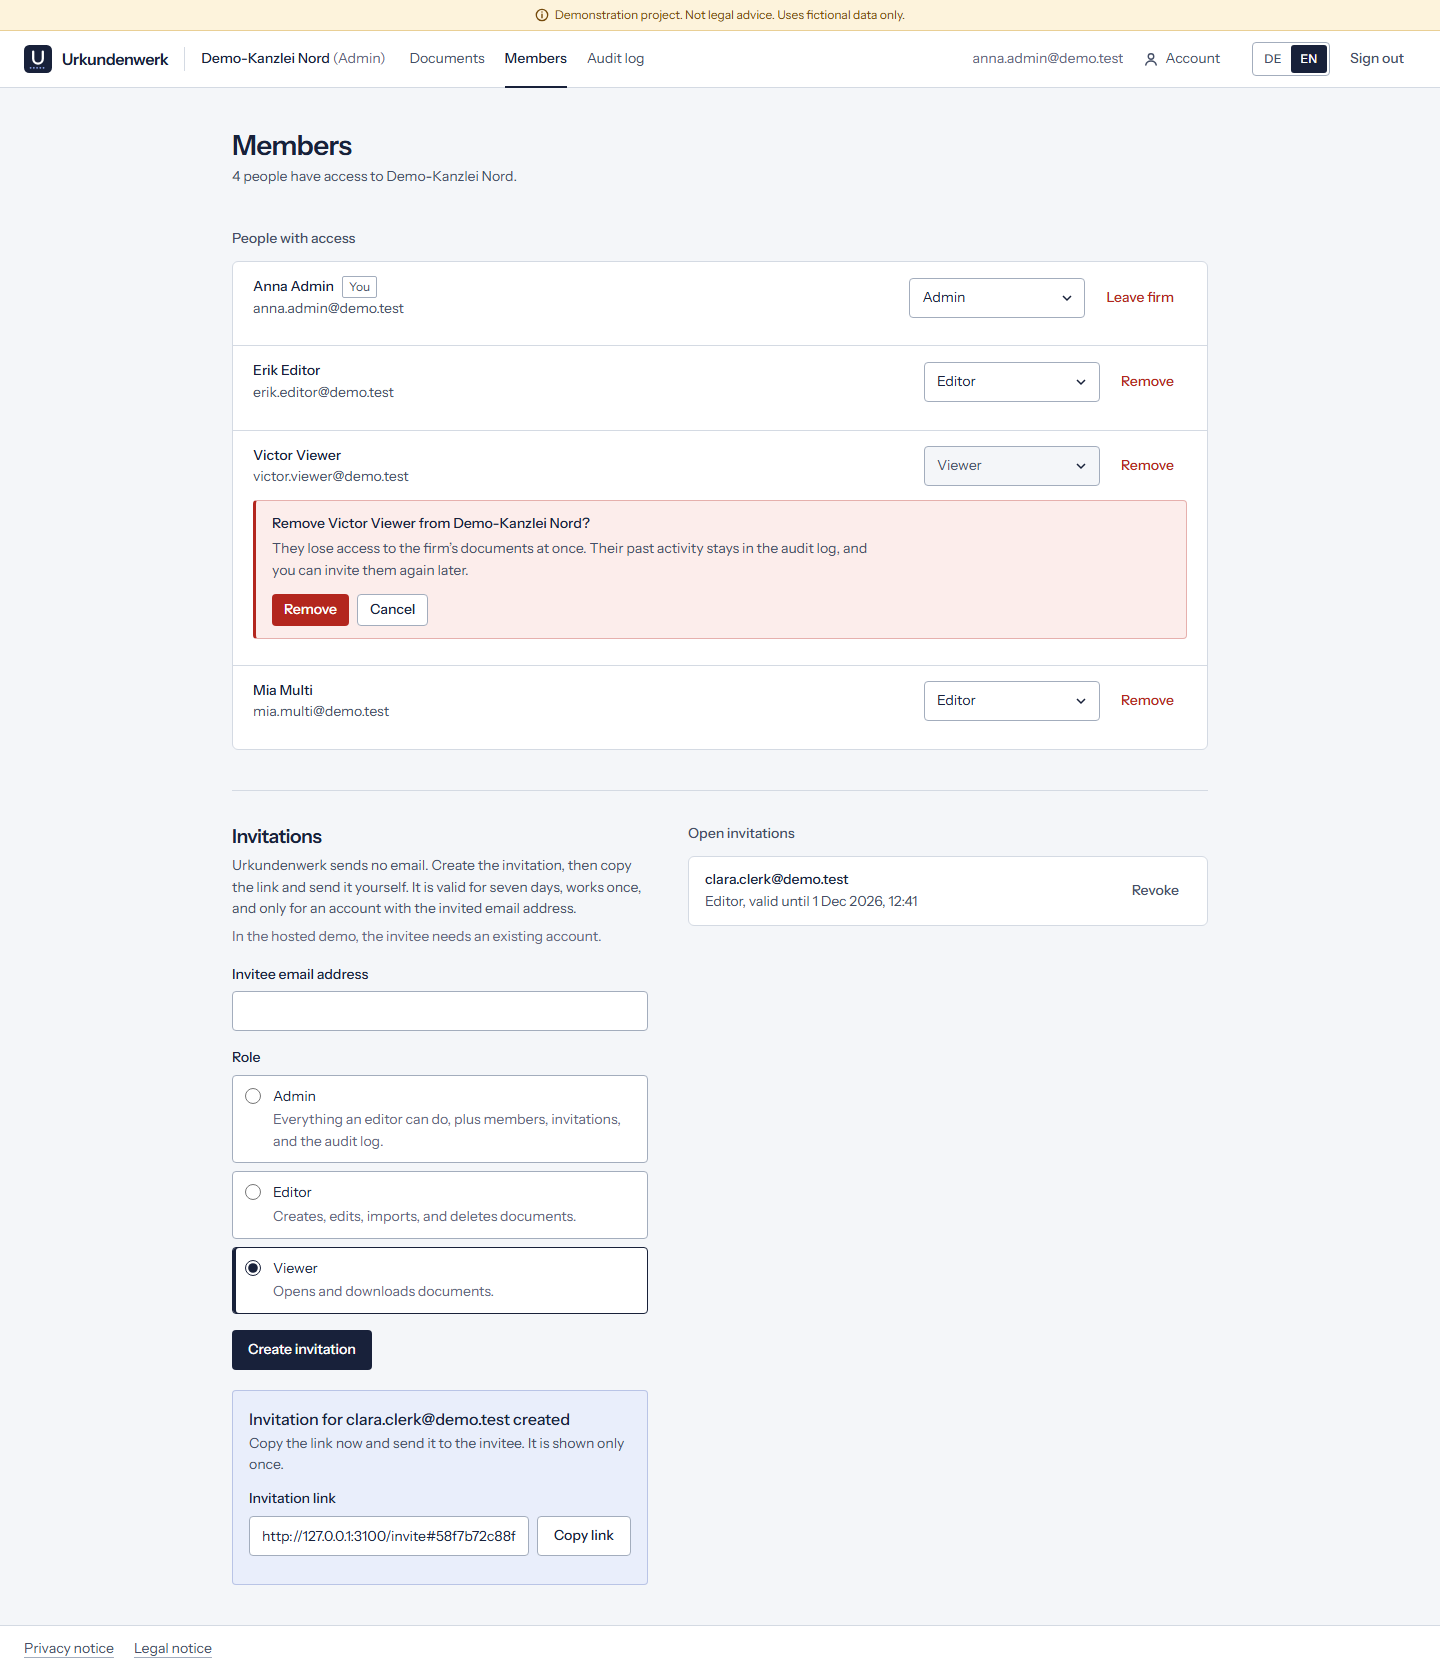 Demonstration project. Not legal advice. Uses fictional data only.
U Urkundenwerk Demo-Kanzlei Nord (Admin) Documents Members Audit log anna.admin@demo.test Account DE EN Sign out
Members
4 people have access to Demo-Kanzlei Nord.
People with access
Anna Admin You
anna.admin@demo.test
Admin Leave firm
Erik Editor
erik.editor@demo.test
Editor Remove
Victor Viewer
victor.viewer@demo.test
Viewer Remove
Remove Victor Viewer from Demo-Kanzlei Nord?
They lose access to the firm's documents at once. Their past activity stays in the audit log, and
you can invite them again later.
Remove Cancel
Mia Multi
mia.multi@demo.test
Editor Remove
Invitations
Urkundenwerk sends no email. Create the invitation, then copy
the link and send it yourself. It is valid for seven days, works once,
and only for an account with the invited email address.
In the hosted demo, the invitee needs an existing account.
Invitee email address
Role
Admin
Everything an editor can do, plus members, invitations,
and the audit log.
Editor
Creates, edits, imports, and deletes documents.
Viewer
Opens and downloads documents.
Create invitation
Invitation for clara.clerk@demo.test created
Copy the link now and send it to the invitee. It is shown only
once.
Invitation link
http://127.0.0.1:3100/invite#58f7b72c88f Copy link
Open invitations
clara.clerk@demo.test
Editor, valid until 1 Dec 2026, 12:41
Revoke
Privacy notice Legal notice